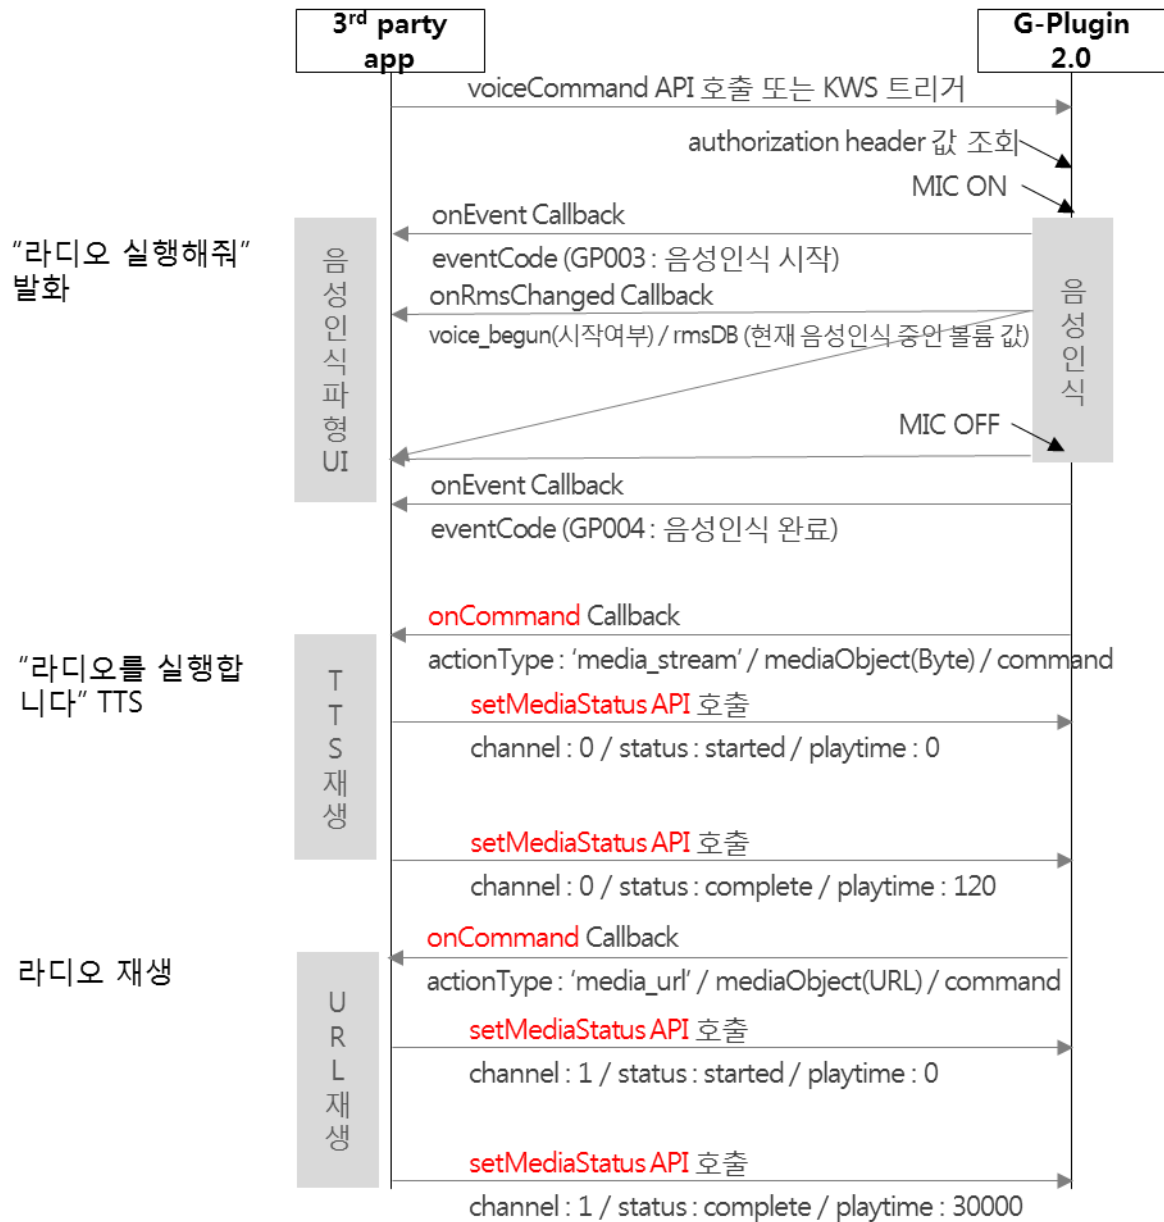 3rd party
app
G-Plugin
2.0
voiceCommand API 호출 또는 KWS 트리거
authorization header 값 조회
MIC ON
onEvent Callback
“라디오 실행해줘”
발화
eventCode (GP003 : 음성인식 시작)
onRmsChanged Callback
voice_begun(시작여부) / rmsDB (현재 음성인식 중인 볼륨 값)
음
성
인
식
파
형
UI
음
성
인
식
MIC OFF
onEvent Callback
eventCode (GP004 : 음성인식 완료)
onCommand Callback
“라디오를 실행합
니다” TTS
actionType : ‘media_stream’ / mediaObject(Byte) / command
T
T
S
재
생
setMediaStatus API 호출
channel : 0 / status : started / playtime : 0
setMediaStatus API 호출
channel : 0 / status : complete / playtime : 120
onCommand Callback
라디오 재생
actionType : ‘media_url’ / mediaObject(URL) / command
U
R
L
재
생
setMediaStatus API 호출
channel : 1 / status : started / playtime : 0
setMediaStatus API 호출
channel : 1 / status : complete / playtime : 30000